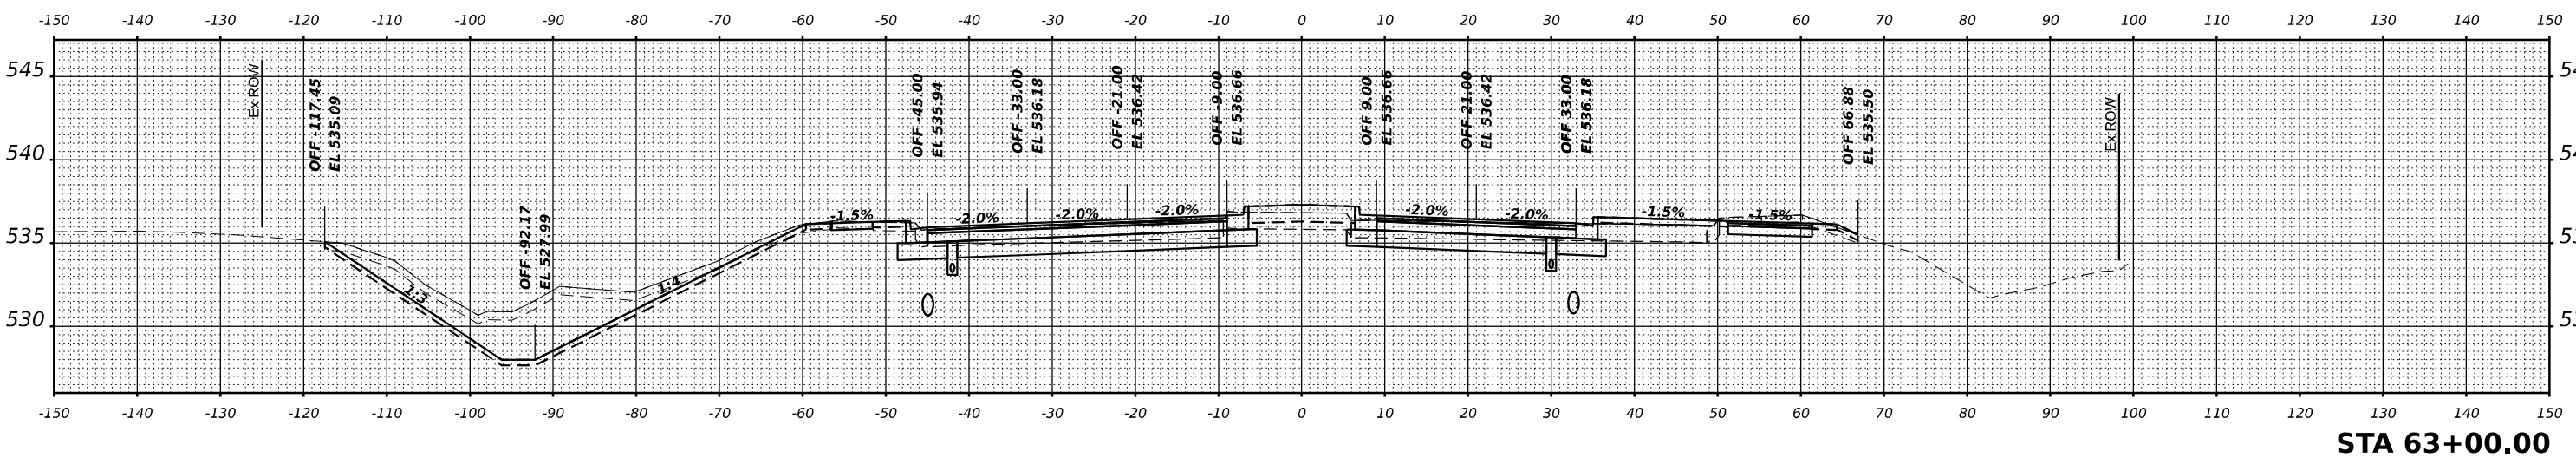 -150 -140 -130 -120 -110 -100 -90 -80 -70 -60 -50 -40 -30 -20 -10 0 10 20 30 40 50 60 70 80 90 100 110 120 130 140 150
545
540
535
530
Ex ROW
OFF -117.45
EL 535.09
OFF -92.17
EL 527.99
OFF -45.00
EL 535.94
OFF -33.00
EL 536.18
OFF -21.00
EL 536.42
OFF -9.00
EL 536.66
OFF 9.00
EL 536.66
OFF 21.00
EL 536.42
OFF 33.00
EL 536.18
OFF 66.88
EL 535.50
Ex ROW
1:3
1:4
-1.5%
-2.0%
-2.0%
-2.0%
-2.0%
-2.0%
-1.5%
-1.5%
-150 -140 -130 -120 -110 -100 -90 -80 -70 -60 -50 -40 -30 -20 -10 0 10 20 30 40 50 60 70 80 90 100 110 120 130 140 150
STA 63+00.00